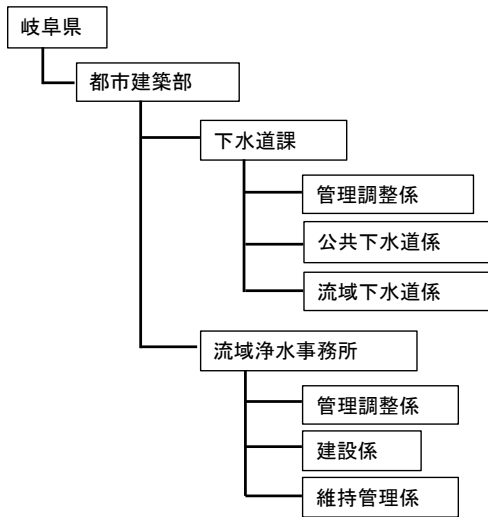 岐阜県
都市建築部
下水道課
管理調整係
公共下水道係
流域下水道係
流域浄水事務所
管理調整係
建設係
維持管理係